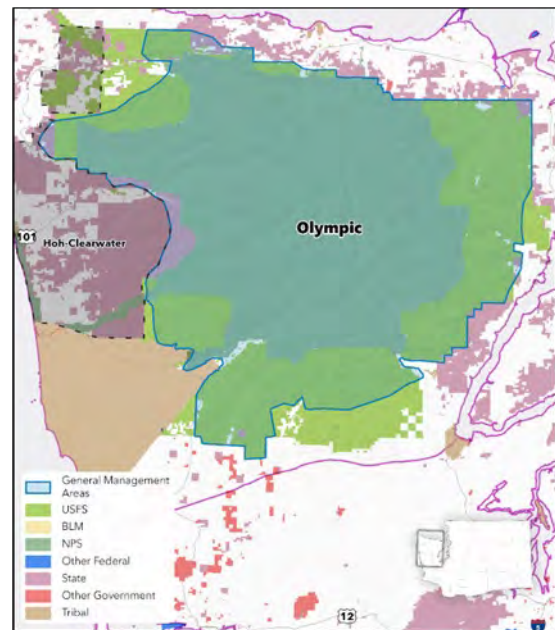 Olympic
101
Hoh-Clearwater
General Management
Areas
USFS
BLM
NPS
Other Federal
State
Other Government
Tribal
12